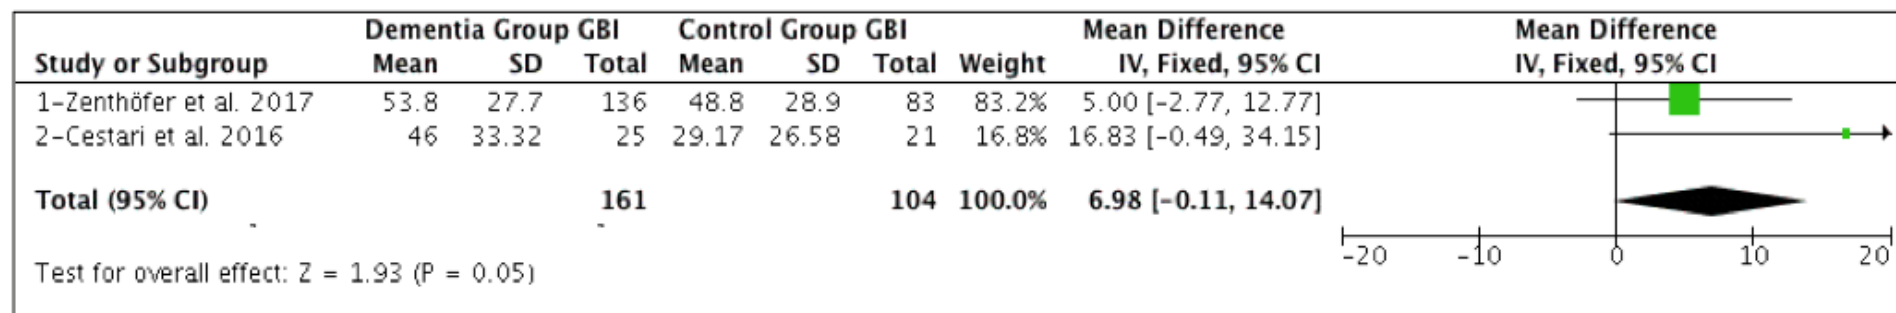 Dementia Group GBI Control Group GBI Mean Difference Mean Difference
Study or Subgroup Mean SD Total Mean SD Total Weight IV, Fixed, 95% CI IV, Fixed, 95% CI
1-Zenthöfer et al. 2017 53.8 27.7 136 48.8 28.9 83 83.2% 5.00 [-2.77, 12.77]
2-Cestari et al. 2016 46 33.32 25 29.17 26.58 21 16.8% 16.83 [-0.49, 34.15]
Total (95% CI) 161 104 100.0% 6.98 [-0.11, 14.07]
-20 -10 0 10 20
Test for overall effect: Z = 1.93 (P = 0.05)